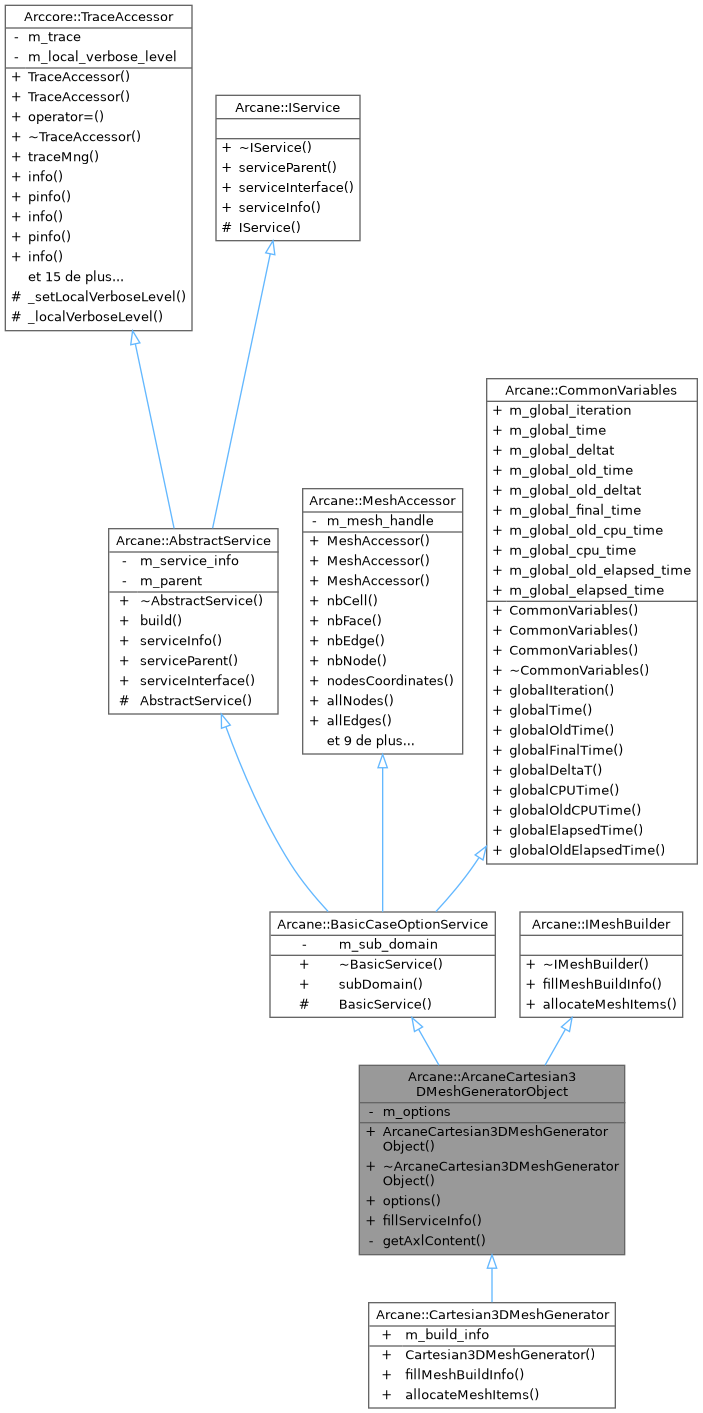 Arccore::TraceAccessor
- m_trace
- m_local_verbose_level
+ TraceAccessor()
+ TraceAccessor()
+ operator=()
+ ~TraceAccessor()
+ traceMng()
+ info()
+ pinfo()
+ info()
+ pinfo()
+ info()
et 15 de plus...
# _setLocalVerboseLevel()
# _localVerboseLevel()
Arcane::IService
+ ~IService()
+ serviceParent()
+ serviceInterface()
+ serviceInfo()
# IService()
Arcane::CommonVariables
+ m_global_iteration
+ m_global_time
+ m_global_deltat
+ m_global_old_time
+ m_global_old_deltat
+ m_global_final_time
+ m_global_old_cpu_time
+ m_global_cpu_time
+ m_global_old_elapsed_time
+ m_global_elapsed_time
+ CommonVariables()
+ CommonVariables()
+ CommonVariables()
+ ~CommonVariables()
+ globalIteration()
+ globalTime()
+ globalOldTime()
+ globalFinalTime()
+ globalDeltaT()
+ globalCPUTime()
+ globalOldCPUTime()
+ globalElapsedTime()
+ globalOldElapsedTime()
Arcane::MeshAccessor
- m_mesh_handle
+ MeshAccessor()
+ MeshAccessor()
+ MeshAccessor()
+ nbCell()
+ nbFace()
+ nbEdge()
+ nbNode()
+ nodesCoordinates()
+ allNodes()
+ allEdges()
et 9 de plus...
Arcane::AbstractService
- m_service_info
- m_parent
+ ~AbstractService()
+ build()
+ serviceInfo()
+ serviceParent()
+ serviceInterface()
# AbstractService()
Arcane::BasicCaseOptionService
- m_sub_domain
+ ~BasicService()
+ subDomain()
# BasicService()
Arcane::IMeshBuilder
+ ~IMeshBuilder()
+ fillMeshBuildInfo()
+ allocateMeshItems()
Arcane::ArcaneCartesian3
DMeshGeneratorObject
- m_options
+ ArcaneCartesian3DMeshGenerator
Object()
+ ~ArcaneCartesian3DMeshGenerator
Object()
+ options()
+ fillServiceInfo()
- getAxlContent()
Arcane::Cartesian3DMeshGenerator
+ m_build_info
+ Cartesian3DMeshGenerator()
+ fillMeshBuildInfo()
+ allocateMeshItems()